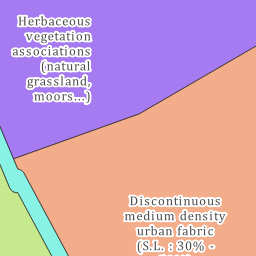 Herbaceous
vegetation
associations
(natural
grassland,
moors...)
Discontinuous
medium density
urban fabric
(S.L. : 30% -